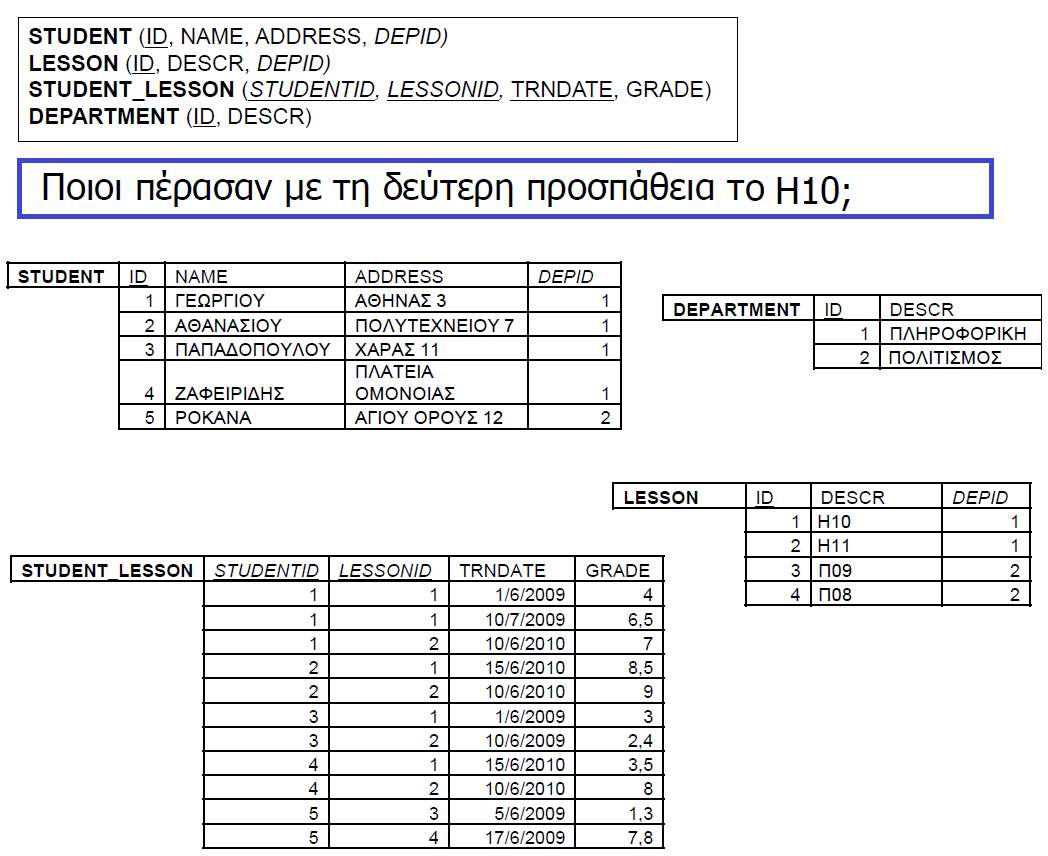 STUDENT (ID, NAME, ADDRESS, DEPID)
LESSON (ID, DESCR, DEPID)
STUDENT_LESSON (STUDENTID, LESSONID, TRNDATE, GRADE)
DEPARTMENT (ID, DESCR)
Ποιοι πέρασαν με τη δεύτερη προσπάθεια το Η10;
STUDENT ID NAME ADDRESS DEPID
1 ΓΕΩΡΓΙΟΥ ΑΘΗΝΑΣ 3 1
2 ΑΘΑΝΑΣΙΟΥ ΠΟΛΥΤΕΧΝΕΙΟΥ 7 1
3 ΠΑΠΑΔΟΠΟΥΛΟΥ ΧΑΡΑΣ 11 1
ΠΛΑΤΕΙΑ
4 ΖΑΦΕΙΡΙΔΗΣ ΟΜΟΝΟΙΑΣ 1
5 ΡΟΚΑΝΑ ΑΓΙΟΥ ΟΡΟΥΣ 12 2
DEPARTMENT ID DESCR
1 ΠΛΗΡΟΦΟΡΙΚΗ
2 ΠΟΛΙΤΙΣΜΟΣ
LESSON ID DESCR DEPID
1 Η10 1
2 Η11 1
3 Π09 2
4 Π08 2
STUDENT_LESSON STUDENTID LESSONID TRNDATE GRADE
1 1 1/6/2009 4
1 1 10/7/2009 6,5
1 2 10/6/2010 7
2 1 15/6/2010 8,5
2 2 10/6/2010 9
3 1 1/6/2009 3
3 2 10/6/2009 2,4
4 1 15/6/2010 3,5
4 2 10/6/2010 8
5 3 5/6/2009 1,3
5 4 17/6/2009 7,8